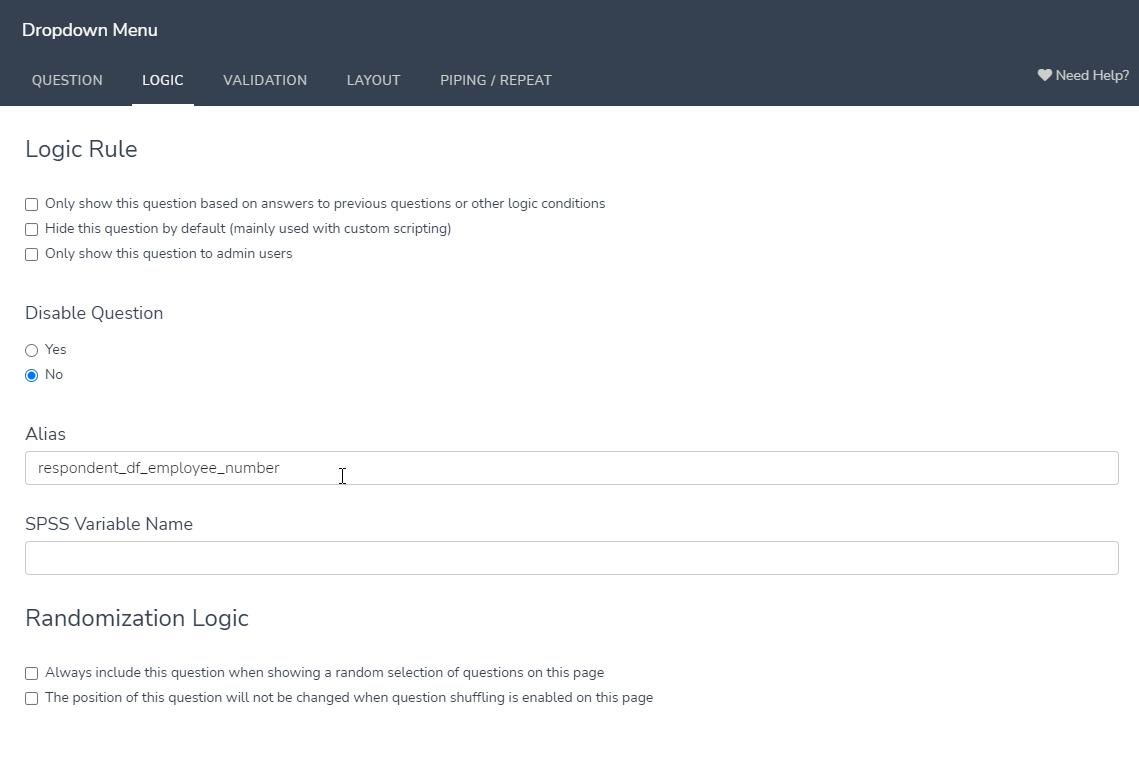 Dropdown Menu
QUESTION LOGIC VALIDATION LAYOUT PIPING / REPEAT Need Help?
Logic Rule
Only show this question based on answers to previous questions or other logic conditions
Hide this question by default (mainly used with custom scripting)
Only show this question to admin users
Disable Question
Yes
No
Alias
respondent_df_employee_number
SPSS Variable Name
Randomization Logic
Always include this question when showing a random selection of questions on this page
The position of this question will not be changed when question shuffling is enabled on this page